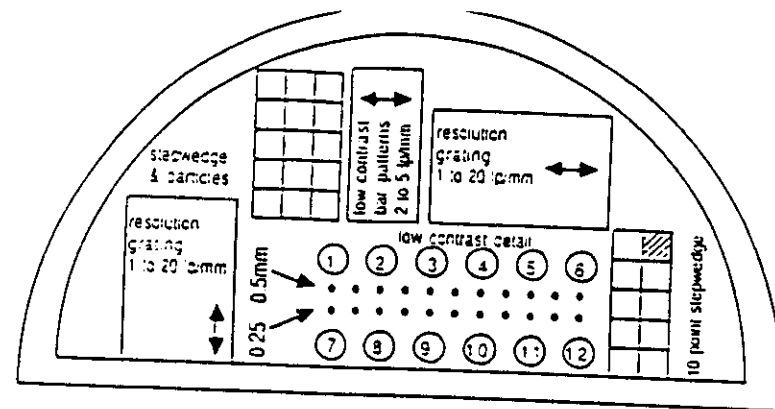 stepwedge
& particles
low contrast
bar patterns
2 to 5 lp/mm
resolution
grating
1 to 20 lp/mm
resolution
grating
1 to 20 lp/mm
low contrast detail
1 2 3 4 5 6
0.5mm
0.25
7 8 9 10 11 12
10 point stepwedge